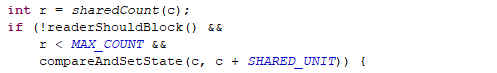 int r = sharedCount(c);
if (!readerShouldBlock() &&
    r < MAX_COUNT &&
    compareAndSetState(c, c + SHARED_UNIT)) {